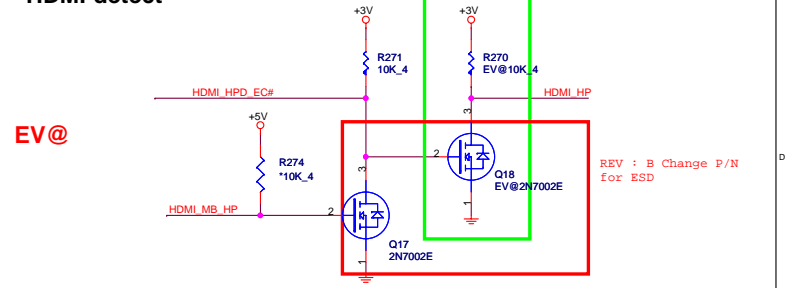 HDMI detect
+3V
+3V
R271
10K_4
R270
EV@10K_4
HDMI_HPD_EC#
HDMI_HP
+5V
EV@
R274
*10K_4
3
2
Q18
EV@2N7002E
1
REV : B Change P/N
for ESD
D
3
HDMI_MB_HP
2
Q17
2N7002E
1